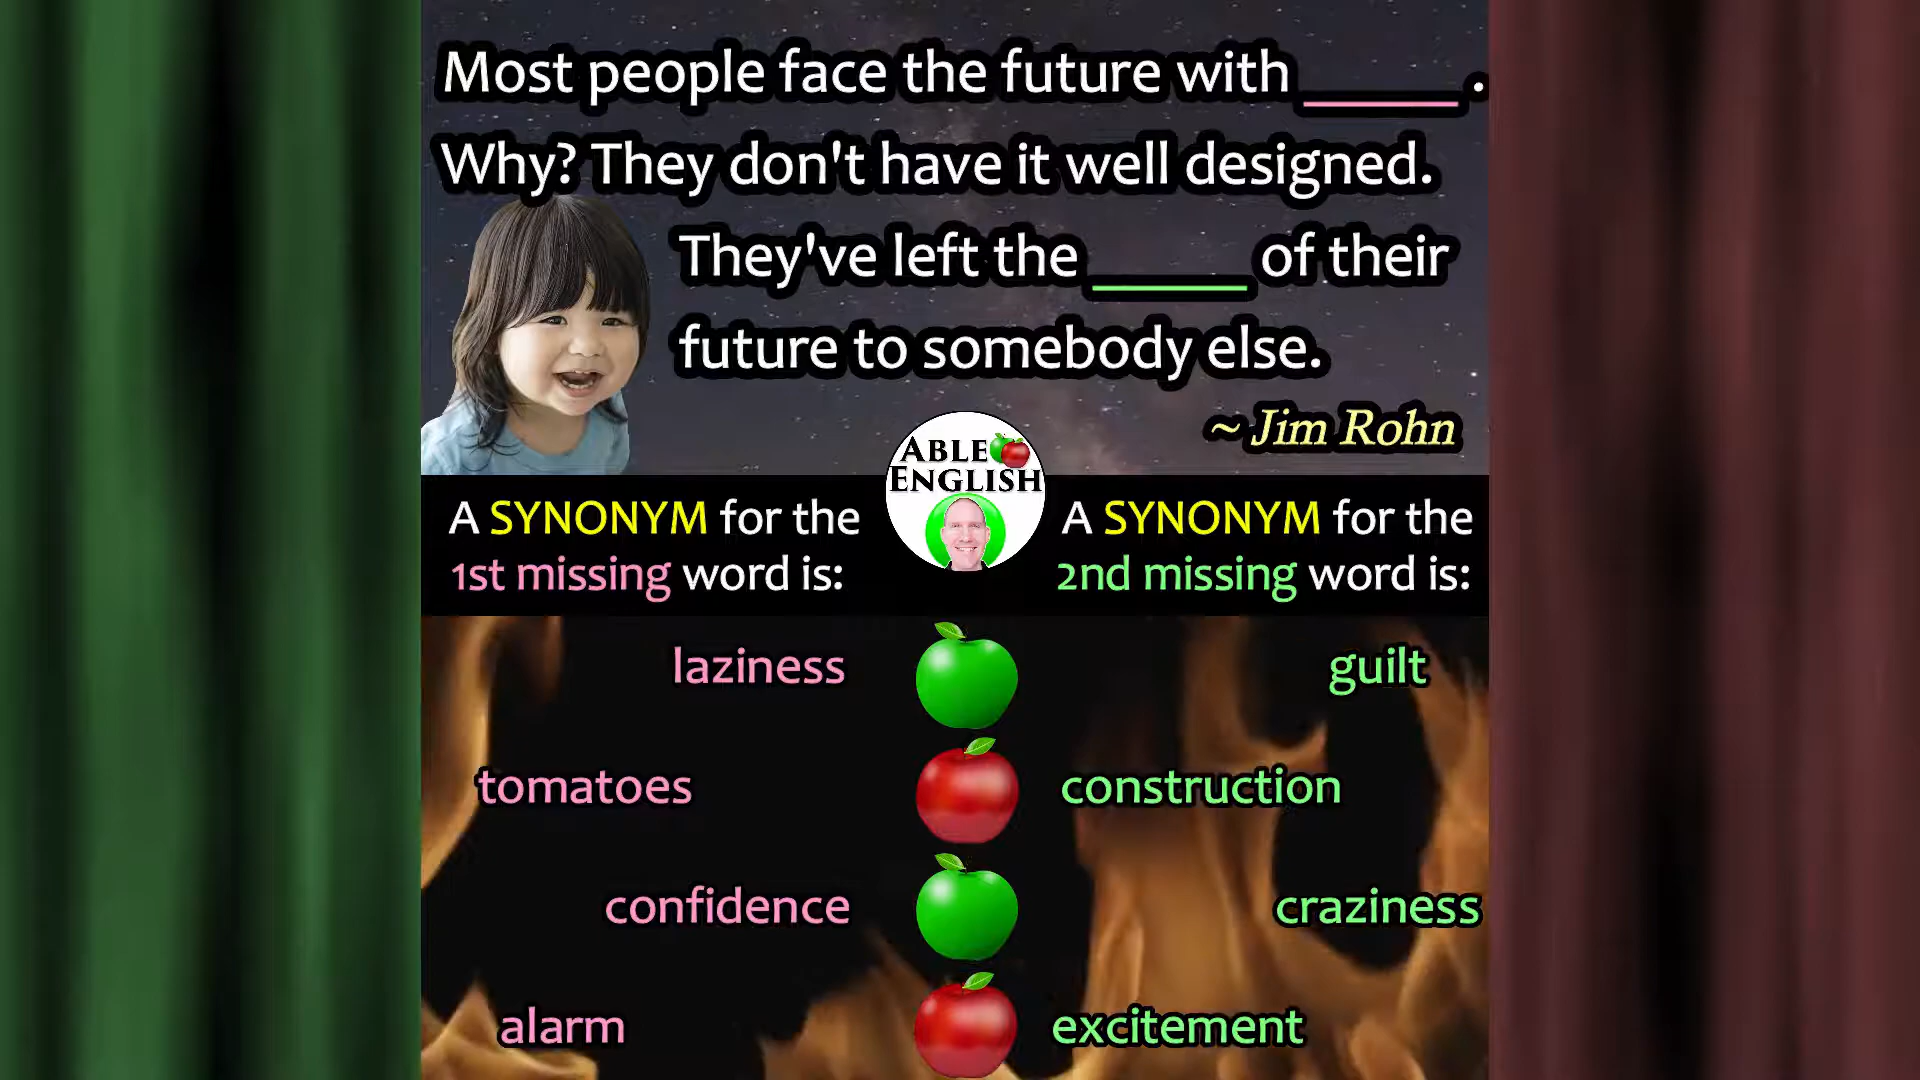 Most people face the future with ______ .
Why? They don't have it well designed.
They've left the ______ of their
future to somebody else.
~ Jim Rohn
ABLE
ENGLISH
A SYNONYM for the
1st missing word is:
A SYNONYM for the
2nd missing word is:
laziness
guilt
tomatoes
construction
confidence
craziness
alarm
excitement